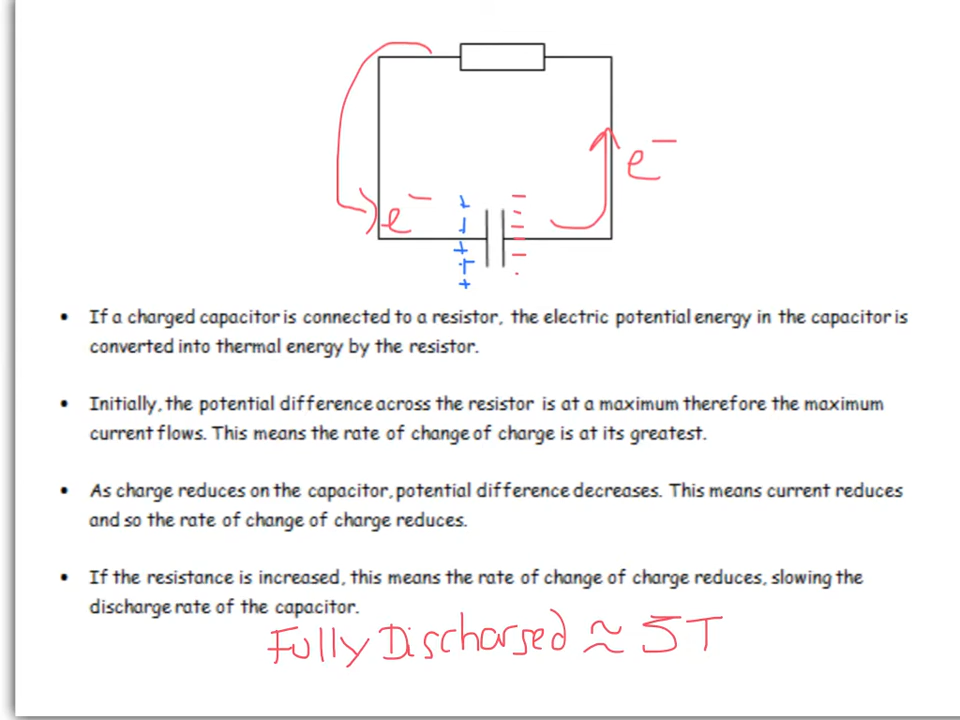 e⁻
e⁻
• If a charged capacitor is connected to a resistor, the electric potential energy in the capacitor is
converted into thermal energy by the resistor.
• Initially, the potential difference across the resistor is at a maximum therefore the maximum
current flows. This means the rate of change of charge is at its greatest.
• As charge reduces on the capacitor, potential difference decreases. This means current reduces
and so the rate of change of charge reduces.
• If the resistance is increased, this means the rate of change of charge reduces, slowing the
discharge rate of the capacitor.
Fully Discharged ≈ 5T